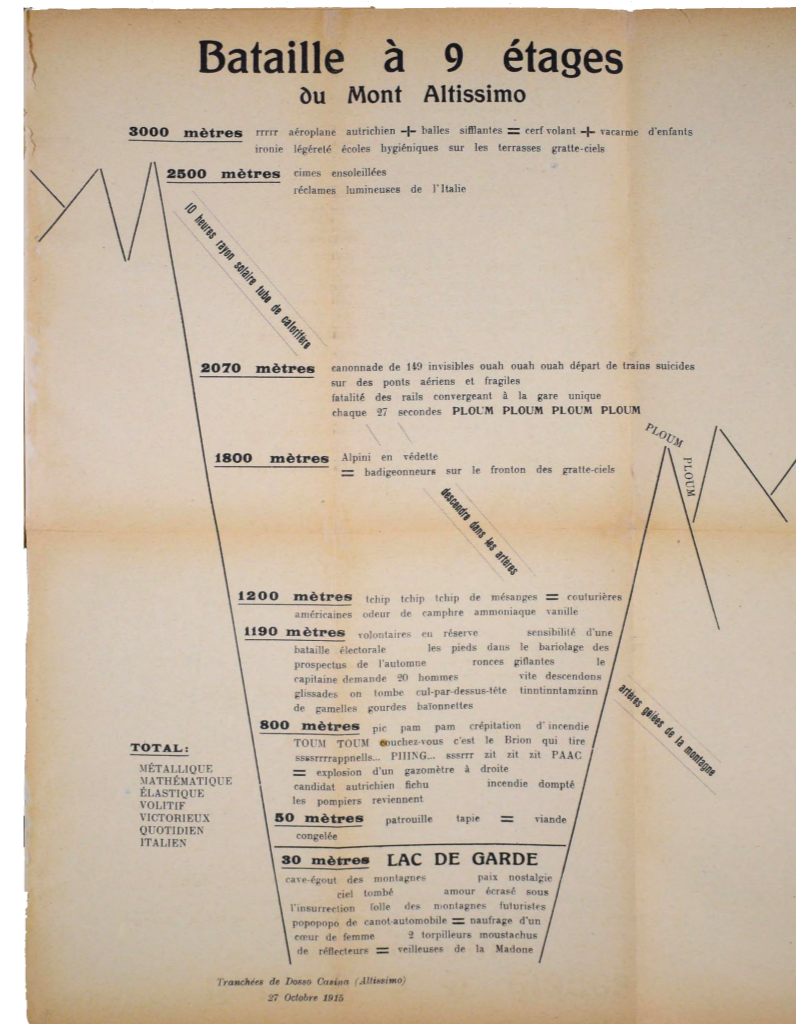 Bataille à 9 étages
du Mont Altissimo
3000 mètres rrrrr aéroplane autrichien + balles sifflantes = cerf volant + vacarme d'enfants
ironie légéreté écoles hygiéniques sur les terrasses gratte-ciels
2500 mètres cimes ensoleillées
réclames lumineuses de l'Italie
10 heures rayon solaire tube de calorifère
2070 mètres canonnade de 149 invisibles ouah ouah ouah départ de trains suicides
sur des ponts aériens et fragiles
fatalité des rails convergeant à la gare unique
chaque 27 secondes PLOUM PLOUM PLOUM PLOUM
PLOUM
PLOUM
1800 mètres Alpini en védette
= badigeonneurs sur le fronton des gratte-ciels
descendre dans les artères
1200 mètres tchip tchip tchip de mésanges = couturières
américaines odeur de camphre ammoniaque vanille
1190 mètres volontaires en réserve sensibilité d'une
bataille électorale les pieds dans le bariolage des
prospectus de l'automne ronces giflantes le
capitaine demande 20 hommes vite descendons
glissades on tombe cul-par-dessus-tête tinntinntamzinn
de gamelles gourdes baïonnettes
artères gelées de la montagne
800 mètres pic pam pam crépitation d'incendie
TOUM TOUM couchez-vous c'est le Brion qui tire
sssssrrrrappnells... PIIING... sssrrr zit zit zit PAAC
= explosion d'un gazomètre à droite
candidat autrichien fichu incendie dompté
les pompiers reviennent
50 mètres patrouille tapie = viande
congelée
30 mètres LAC DE GARDE
cave-égout des montagnes paix nostalgie
ciel tombé amour écrasé sous
l'insurrection folle des montagnes futuristes
popopopo de canot-automobile = naufrage d'un
cœur de femme 2 torpilleurs moustachus
de réflecteurs = veilleuses de la Madone
TOTAL:
MÉTALLIQUE
MATHÉMATIQUE
ÉLASTIQUE
VOLITIF
VICTORIEUX
QUOTIDIEN
ITALIEN
Tranchées de Dosso Casina (Altissimo)
27 Octobre 1915